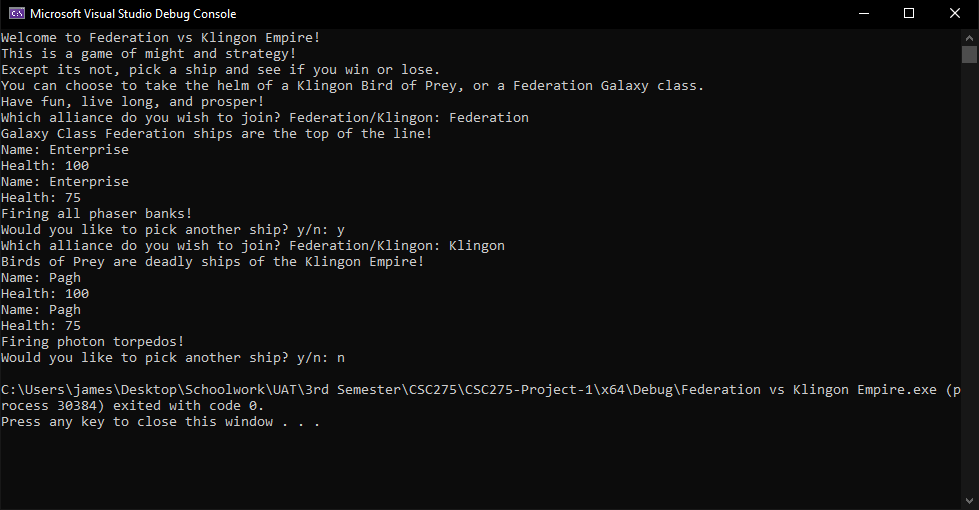 Microsoft Visual Studio Debug Console
Welcome to Federation vs Klingon Empire!
This is a game of might and strategy!
Except its not, pick a ship and see if you win or lose.
You can choose to take the helm of a Klingon Bird of Prey, or a Federation Galaxy class.
Have fun, live long, and prosper!
Which alliance do you wish to join? Federation/Klingon: Federation
Galaxy Class Federation ships are the top of the line!
Name: Enterprise
Health: 100
Name: Enterprise
Health: 75
Firing all phaser banks!
Would you like to pick another ship? y/n: y
Which alliance do you wish to join? Federation/Klingon: Klingon
Birds of Prey are deadly ships of the Klingon Empire!
Name: Pagh
Health: 100
Name: Pagh
Health: 75
Firing photon torpedos!
Would you like to pick another ship? y/n: n
C:\Users\james\Desktop\Schoolwork\UAT\3rd Semester\CSC275\CSC275-Project-1\x64\Debug\Federation vs Klingon Empire.exe (p
rocess 30384) exited with code 0.
Press any key to close this window . . .